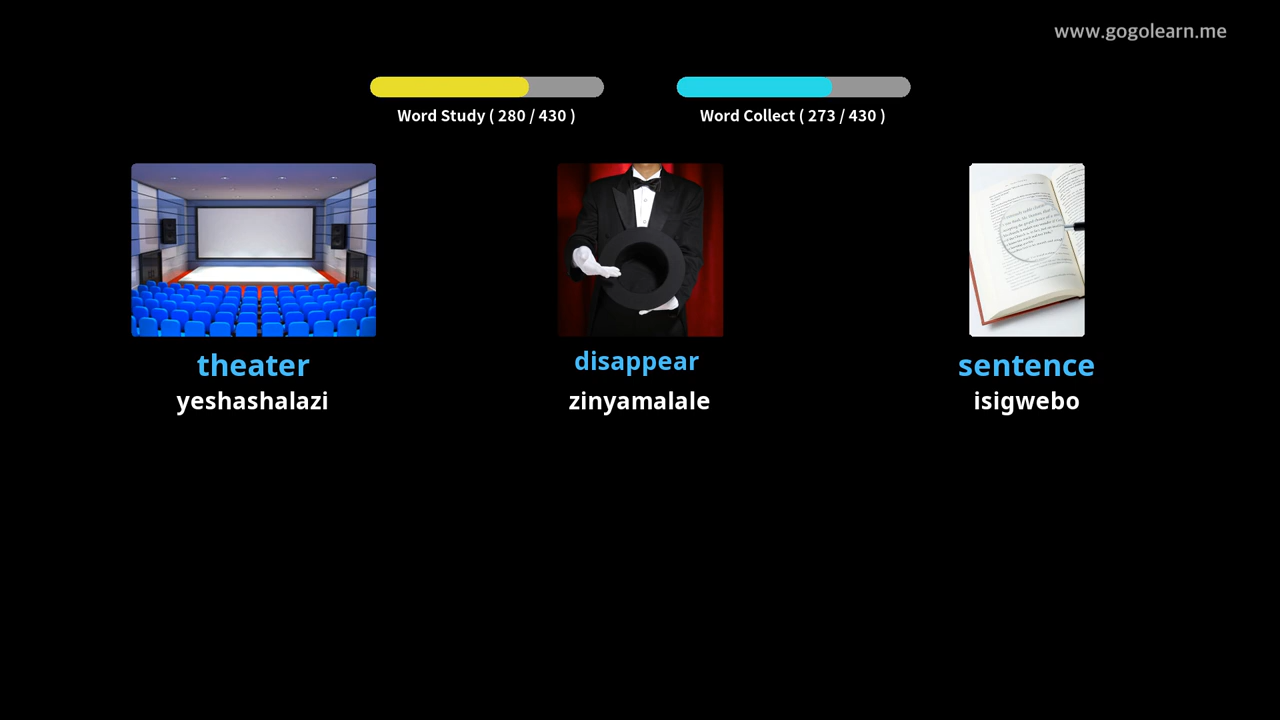 www.gogolearn.me
Word Study ( 280 / 430 )
Word Collect ( 273 / 430 )
theater
disappear
sentence
yeshashalazi
zinyamalale
isigwebo